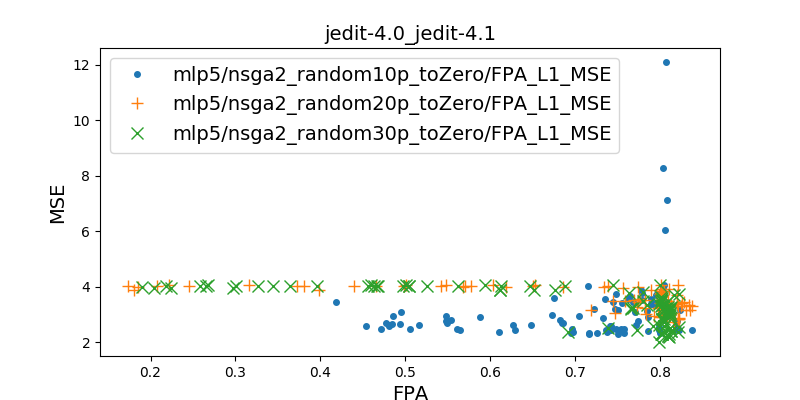 jedit-4.0_jedit-4.1
mlp5/nsga2_random10p_toZero/FPA_L1_MSE
mlp5/nsga2_random20p_toZero/FPA_L1_MSE
mlp5/nsga2_random30p_toZero/FPA_L1_MSE
MSE
12
10
8
6
4
2
0.2 0.3 0.4 0.5 0.6 0.7 0.8
FPA